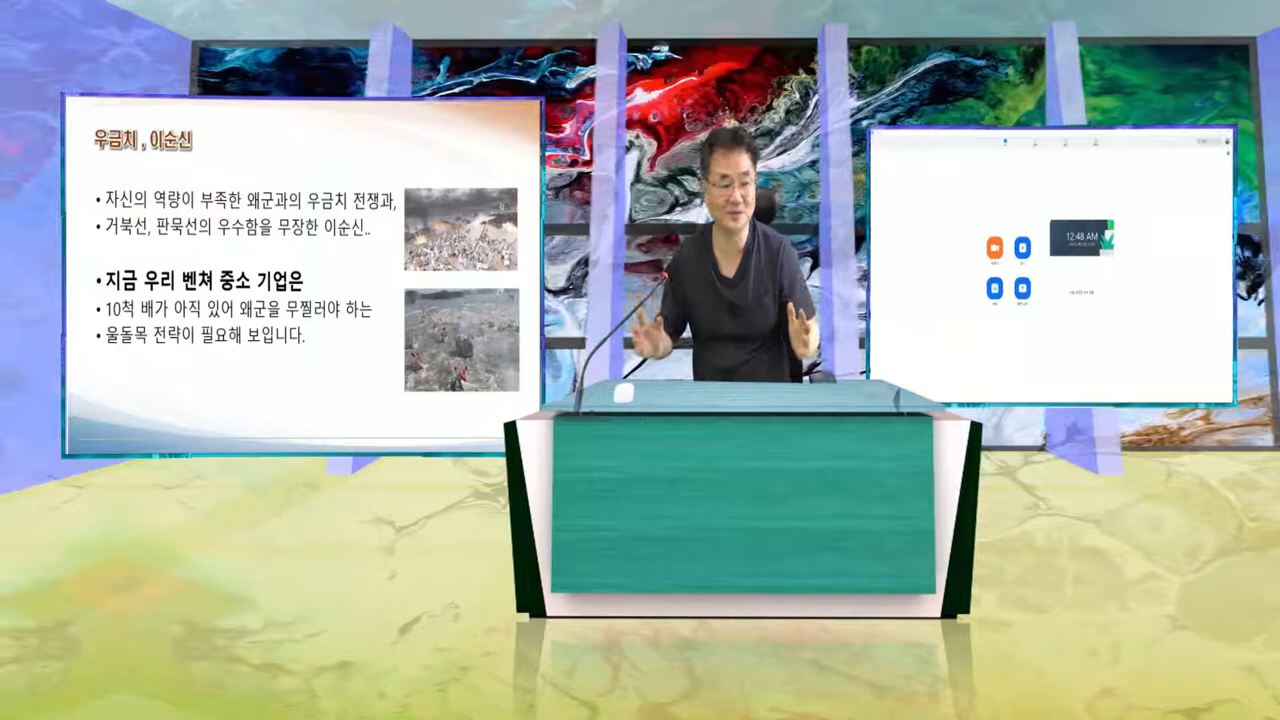 우금치 , 이순신
• 자신의 역량이 부족한 왜군과의 우금치 전쟁과,
• 거북선, 판목선의 우수함을 무장한 이순신..
• 지금 우리 벤쳐 중소 기업은
• 10척 배가 아직 있어 왜군을 무찔러야 하는
• 울돌목 전략이 필요해 보입니다.
12:48 AM